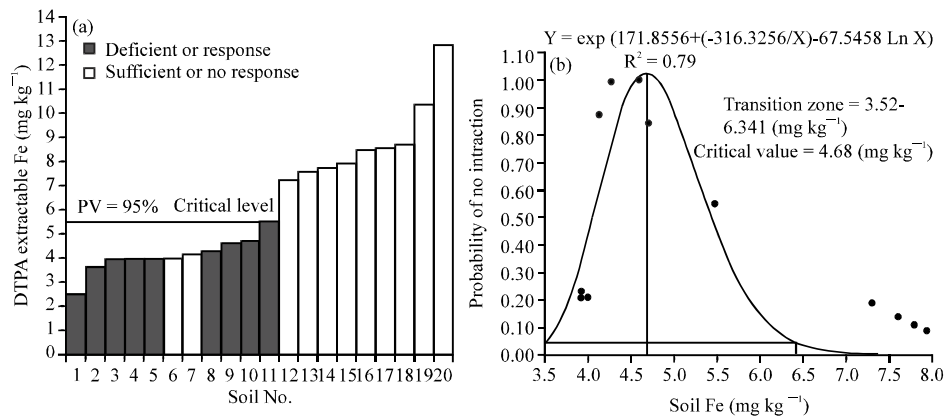 (a)
Deficient or response
Sufficient or no response
PV = 95% Critical level
DTPA extractable Fe (mg kg⁻¹)
14
13
12
11
10
9
8
7
6
5
4
3
2
1
0
1 2 3 4 5 6 7 8 9 10 11 12 13 14 15 16 17 18 19 20
Soil No.
Y = exp (171.8556+(-316.3256/X)-67.5458 Ln X)
R² = 0.79
(b)
Transition zone = 3.52-
6.341 (mg kg⁻¹)
Critical value = 4.68 (mg kg⁻¹)
Probability of no intraction
1.00
0.90
0.80
0.70
0.60
0.50
0.40
0.30
0.20
0.10
0.00
3.5 4.0 4.5 5.0 5.5 6.0 6.5 7.0 7.5 8.0
Soil Fe (mg kg⁻¹)